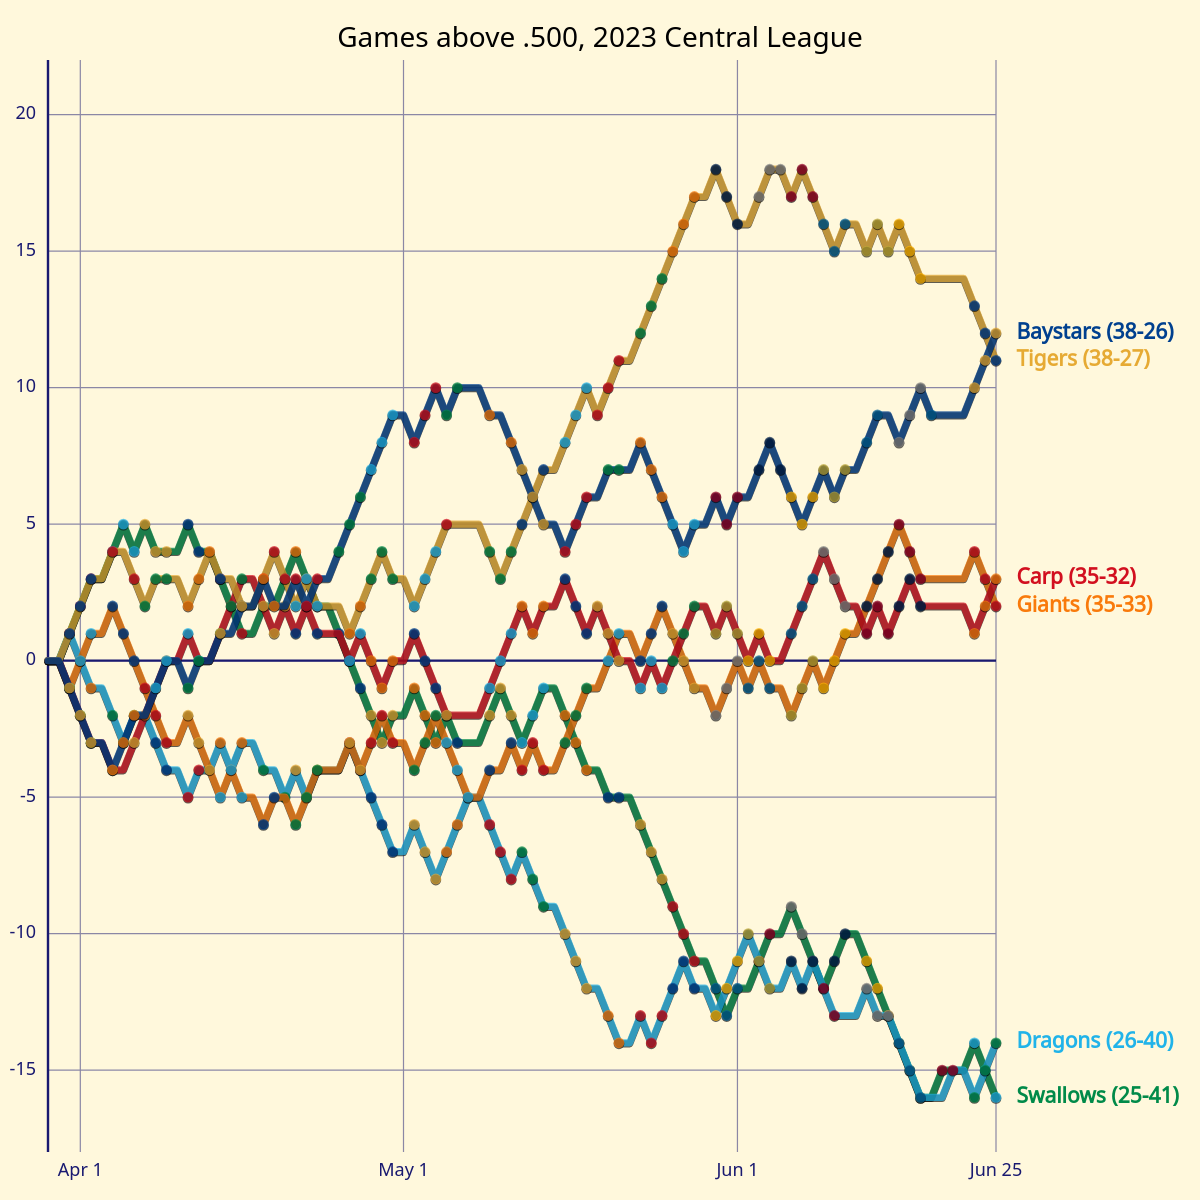 Games above .500, 2023 Central League
20
15
10
5
0
-5
-10
-15
Baystars (38-26)
Tigers (38-27)
Carp (35-32)
Giants (35-33)
Dragons (26-40)
Swallows (25-41)
Apr 1
May 1
Jun 1
Jun 25